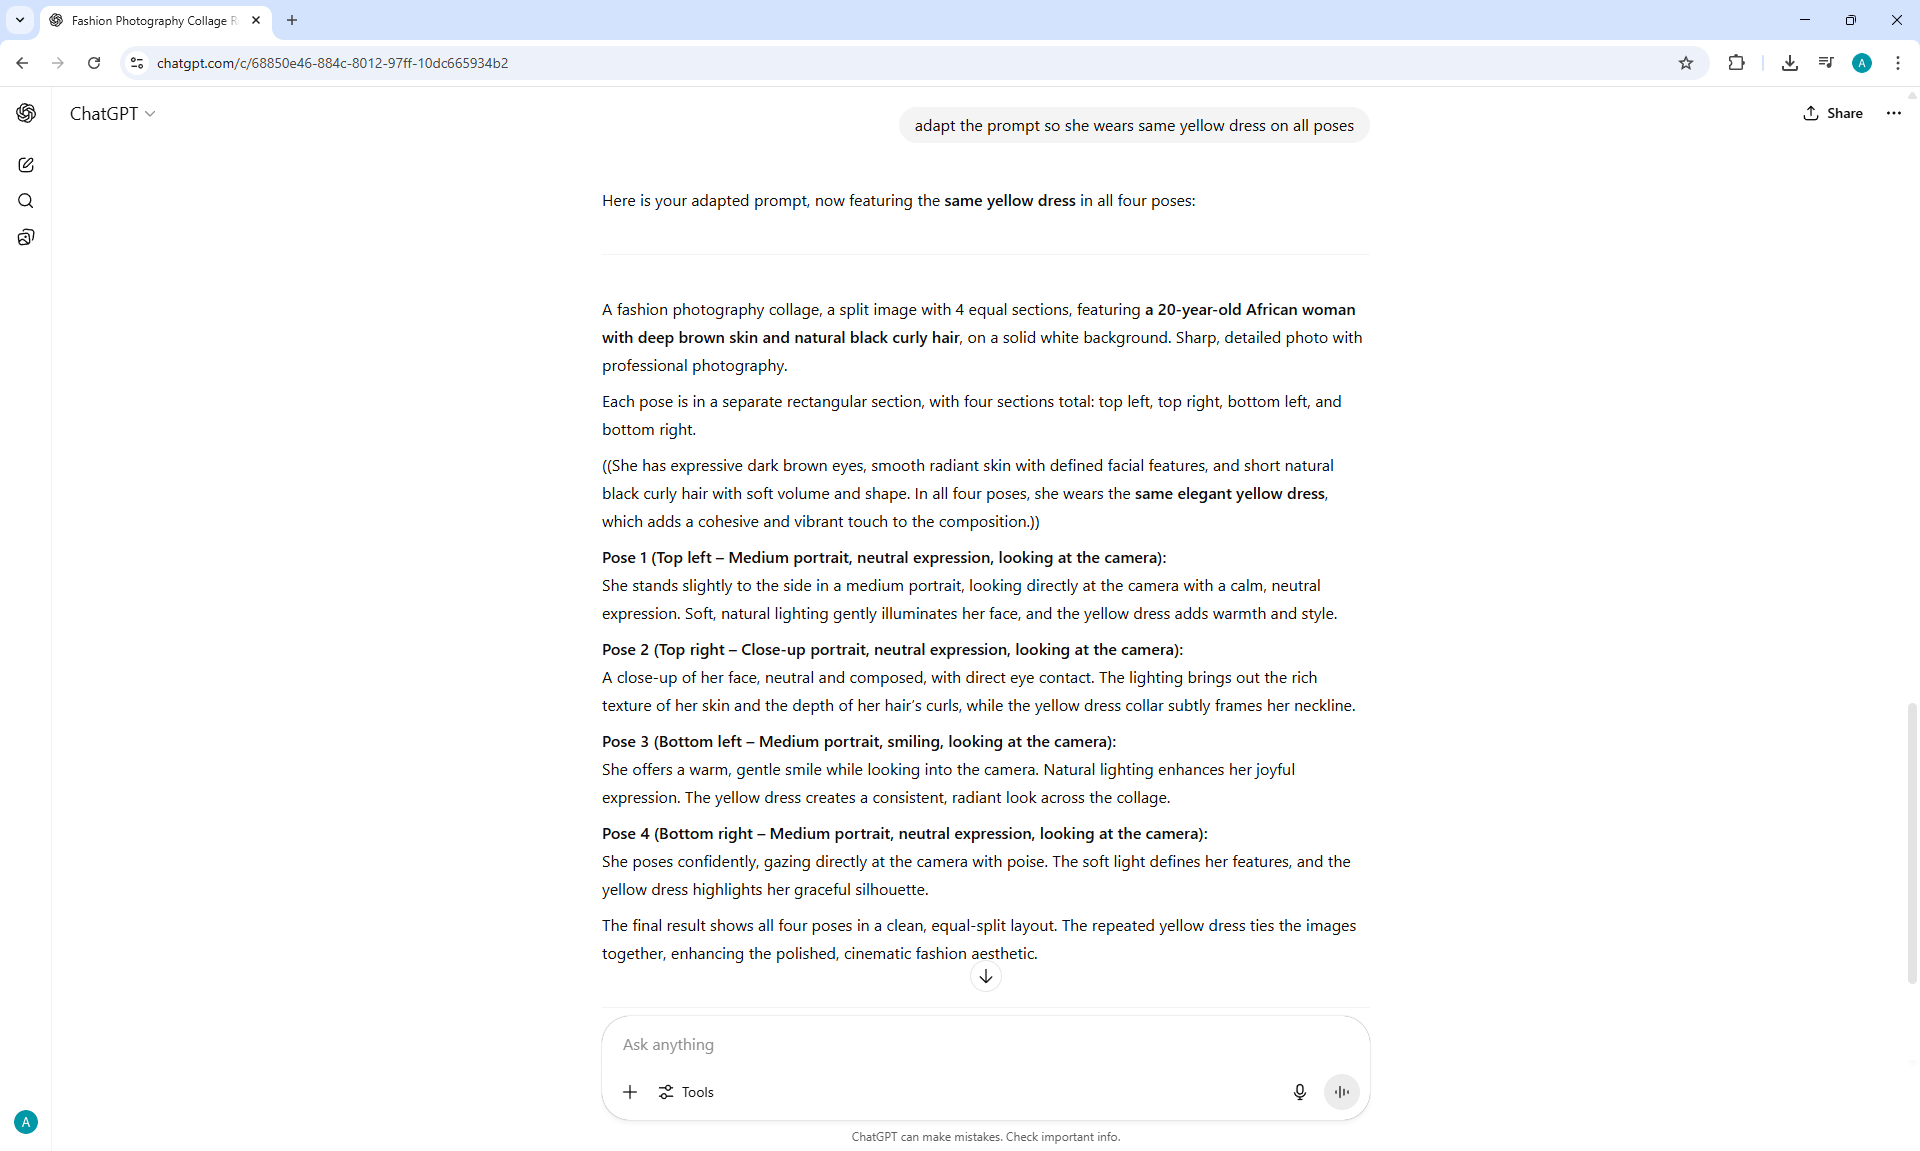 Fashion Photography Collage R
chatgpt.com/c/68850e46-884c-8012-97ff-10dc665934b2
A
ChatGPT
Share
adapt the prompt so she wears same yellow dress on all poses
Here is your adapted prompt, now featuring the same yellow dress in all four poses:
A fashion photography collage, a split image with 4 equal sections, featuring a 20-year-old African woman
with deep brown skin and natural black curly hair, on a solid white background. Sharp, detailed photo with
professional photography.
Each pose is in a separate rectangular section, with four sections total: top left, top right, bottom left, and
bottom right.
((She has expressive dark brown eyes, smooth radiant skin with defined facial features, and short natural
black curly hair with soft volume and shape. In all four poses, she wears the same elegant yellow dress,
which adds a cohesive and vibrant touch to the composition.))
Pose 1 (Top left – Medium portrait, neutral expression, looking at the camera):
She stands slightly to the side in a medium portrait, looking directly at the camera with a calm, neutral
expression. Soft, natural lighting gently illuminates her face, and the yellow dress adds warmth and style.
Pose 2 (Top right – Close-up portrait, neutral expression, looking at the camera):
A close-up of her face, neutral and composed, with direct eye contact. The lighting brings out the rich
texture of her skin and the depth of her hair’s curls, while the yellow dress collar subtly frames her neckline.
Pose 3 (Bottom left – Medium portrait, smiling, looking at the camera):
She offers a warm, gentle smile while looking into the camera. Natural lighting enhances her joyful
expression. The yellow dress creates a consistent, radiant look across the collage.
Pose 4 (Bottom right – Medium portrait, neutral expression, looking at the camera):
She poses confidently, gazing directly at the camera with poise. The soft light defines her features, and the
yellow dress highlights her graceful silhouette.
The final result shows all four poses in a clean, equal-split layout. The repeated yellow dress ties the images
together, enhancing the polished, cinematic fashion aesthetic.
Ask anything
Tools
A
ChatGPT can make mistakes. Check important info.